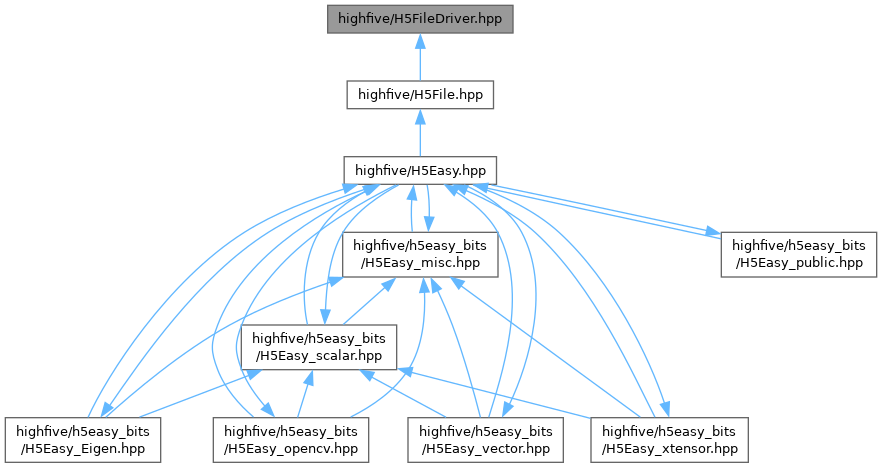 highfive/H5FileDriver.hpp
highfive/H5File.hpp
highfive/H5Easy.hpp
highfive/h5easy_bits
/H5Easy_misc.hpp
highfive/h5easy_bits
/H5Easy_public.hpp
highfive/h5easy_bits
/H5Easy_scalar.hpp
highfive/h5easy_bits
/H5Easy_Eigen.hpp
highfive/h5easy_bits
/H5Easy_opencv.hpp
highfive/h5easy_bits
/H5Easy_vector.hpp
highfive/h5easy_bits
/H5Easy_xtensor.hpp